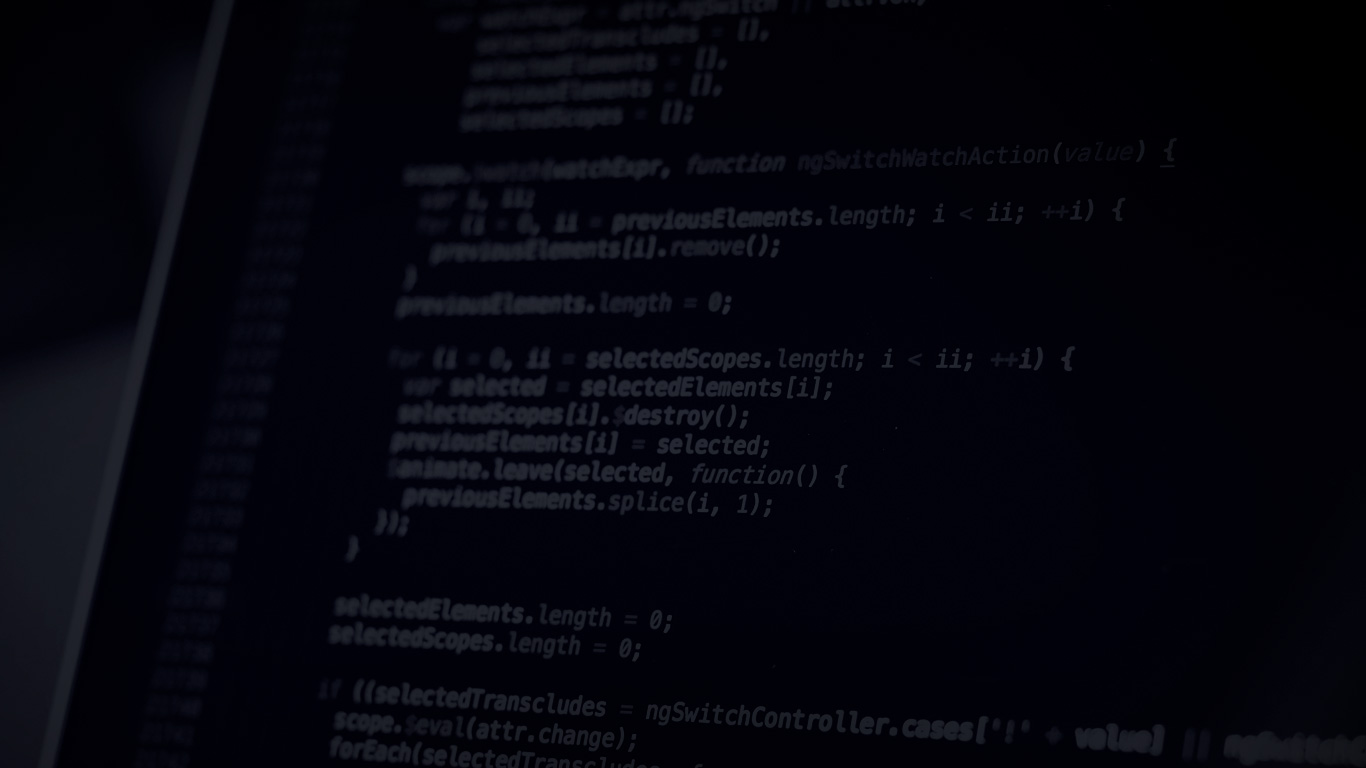 var watchExpr = attr.ngSwitch || attr.on,
selectedTranscludes = [],
selectedElements = [],
previousElements = [],
selectedScopes = [];
scope.$watch(watchExpr, function ngSwitchWatchAction(value) {
var i, ii;
for (i = 0, ii = previousElements.length; i < ii; ++i) {
previousElements[i].remove();
}
previousElements.length = 0;
for (i = 0, ii = selectedScopes.length; i < ii; ++i) {
var selected = selectedElements[i];
selectedScopes[i].$destroy();
previousElements[i] = selected;
$animate.leave(selected, function() {
previousElements.splice(i, 1);
});
}
selectedElements.length = 0;
selectedScopes.length = 0;
if ((selectedTranscludes = ngSwitchController.cases['!' + value] ||
scope.$eval(attr.change);
forEach(selectedTranscludes,